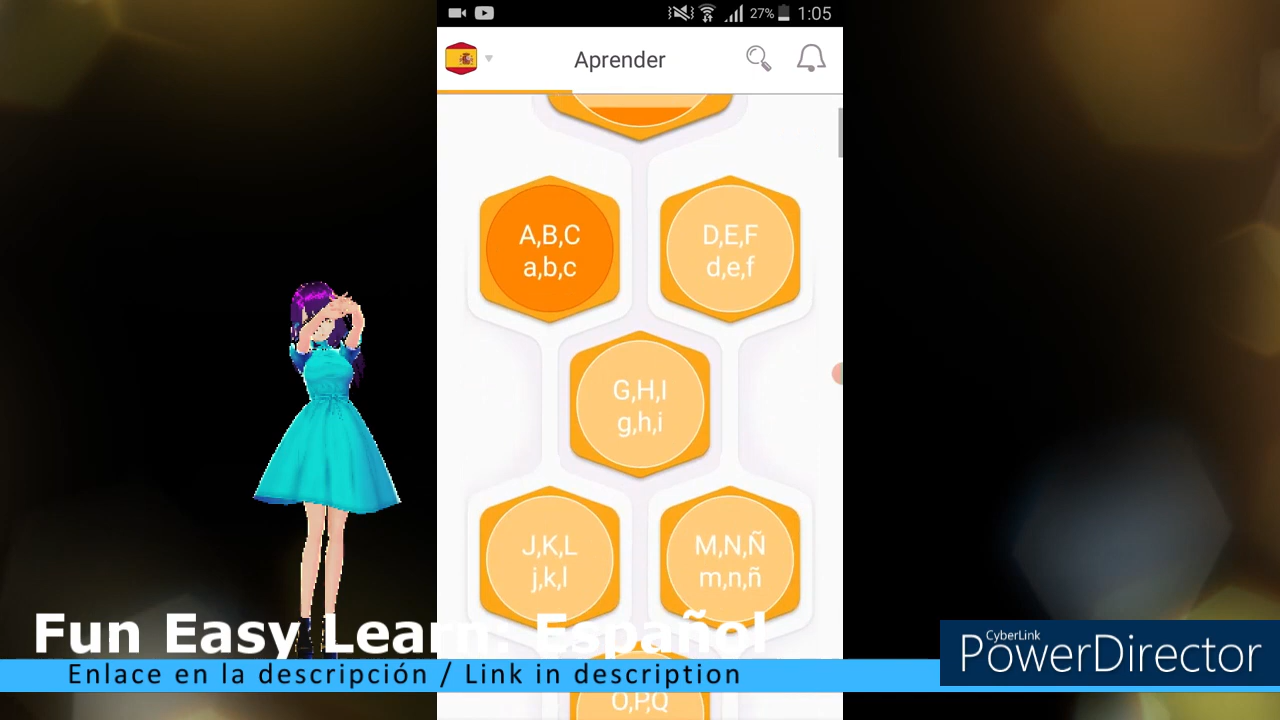 27% 1:05
Aprender
A,B,C
a,b,c
D,E,F
d,e,f
G,H,I
g,h,i
J,K,L
j,k,l
M,N,Ñ
m,n,ñ
Fun Easy Learn: Español
Enlace en la descripción / Link in description
O,P,Q
CyberLink
PowerDirector